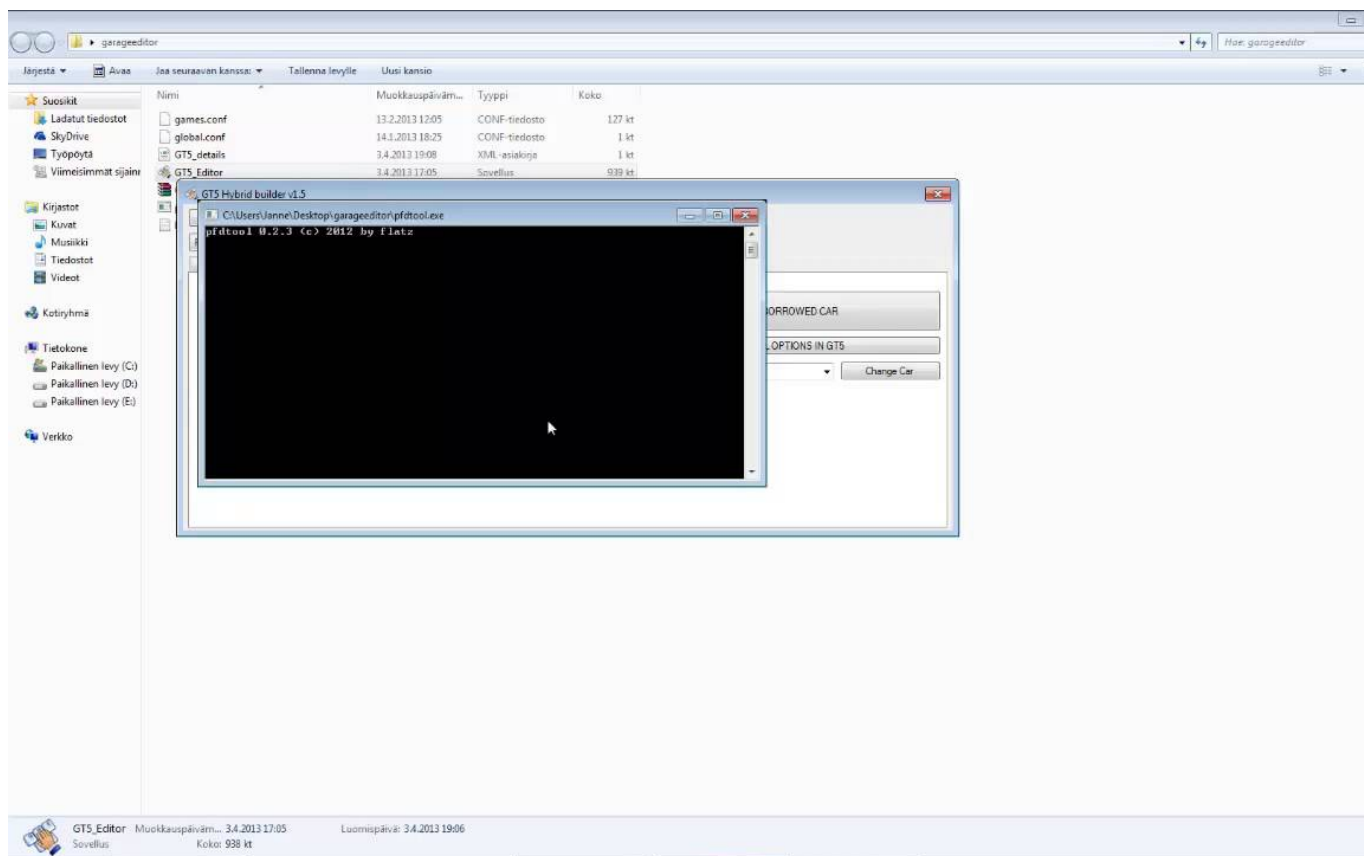 garageeditor
Hae: garageeditor
Järjestä
Avaa
Jaa seuraavan kanssa:
Tallenna levylle
Uusi kansio
Nimi
Muokkauspäiväm...
Tyyppi
Koko
Suosikit
Ladatut tiedostot
SkyDrive
Työpöytä
Viimeisimmät sijainn
Kirjastot
Kuvat
Musiikki
Tiedostot
Videot
Kotiryhmä
Tietokone
Paikallinen levy (C:)
Paikallinen levy (D:)
Paikallinen levy (E:)
Verkko
games.conf 13.2.2013 12:05 CONF-tiedosto 127 kt
global.conf 14.1.2013 18:25 CONF-tiedosto 1 kt
GT5_details 3.4.2013 19:08 XML-asiakirja 1 kt
GT5_Editor 3.4.2013 17:05 Sovellus 939 kt
GT5 Hybrid builder v1.5
C:\Users\Janne\Desktop\garageeditor\pfdtool.exe
pfdtool 0.2.3 (c) 2012 by flatz
ORROWED CAR
OPTIONS IN GT5
Change Car
GT5_Editor Muokkauspäiväm... 3.4.2013 17:05 Luomispäivä: 3.4.2013 19:06
Sovellus Koko: 938 kt